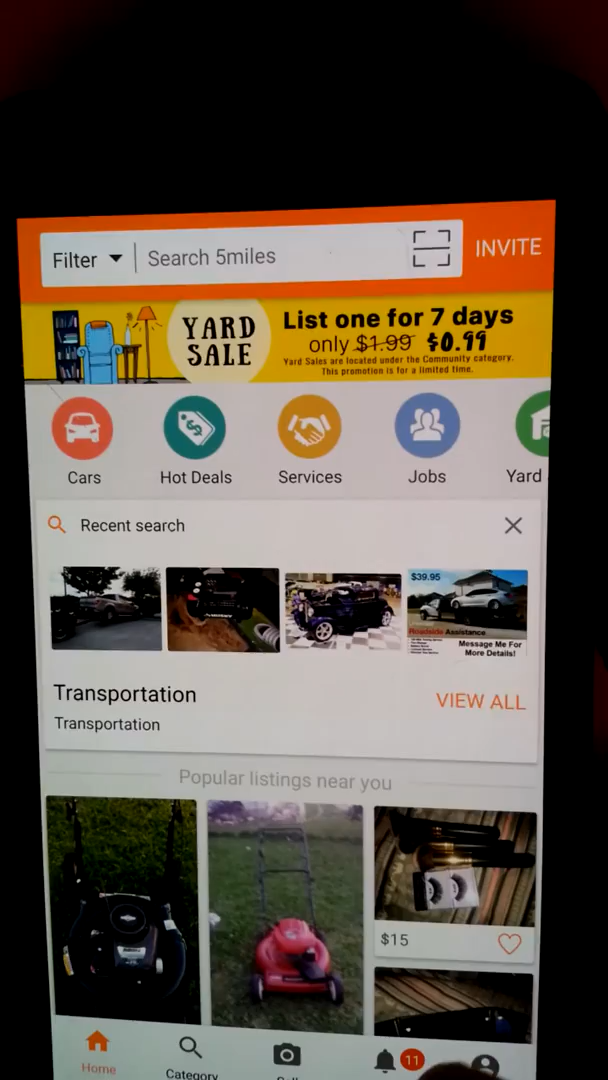 Filter
Search 5miles
INVITE
YARD
SALE
List one for 7 days
only $1.99 $0.99
Yard Sales are located under the Community category.
This promotion is for a limited time.
Cars
Hot Deals
Services
Jobs
Yard
Recent search
$39.95
Roadside Assistance
Message Me For
More Details!
Transportation
VIEW ALL
Transportation
Popular listings near you
$15
Home
Category
11